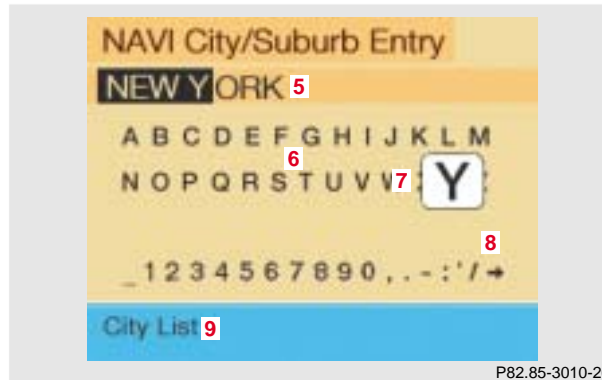 NAVI City/Suburb Entry
NEW YORK 5
A B C D E F G H I J K L M
6
N O P Q R S T U V 7 Y
8
_ 1 2 3 4 5 6 7 8 9 0 , . - : ' / →
City List 9
P82.85-3010-2